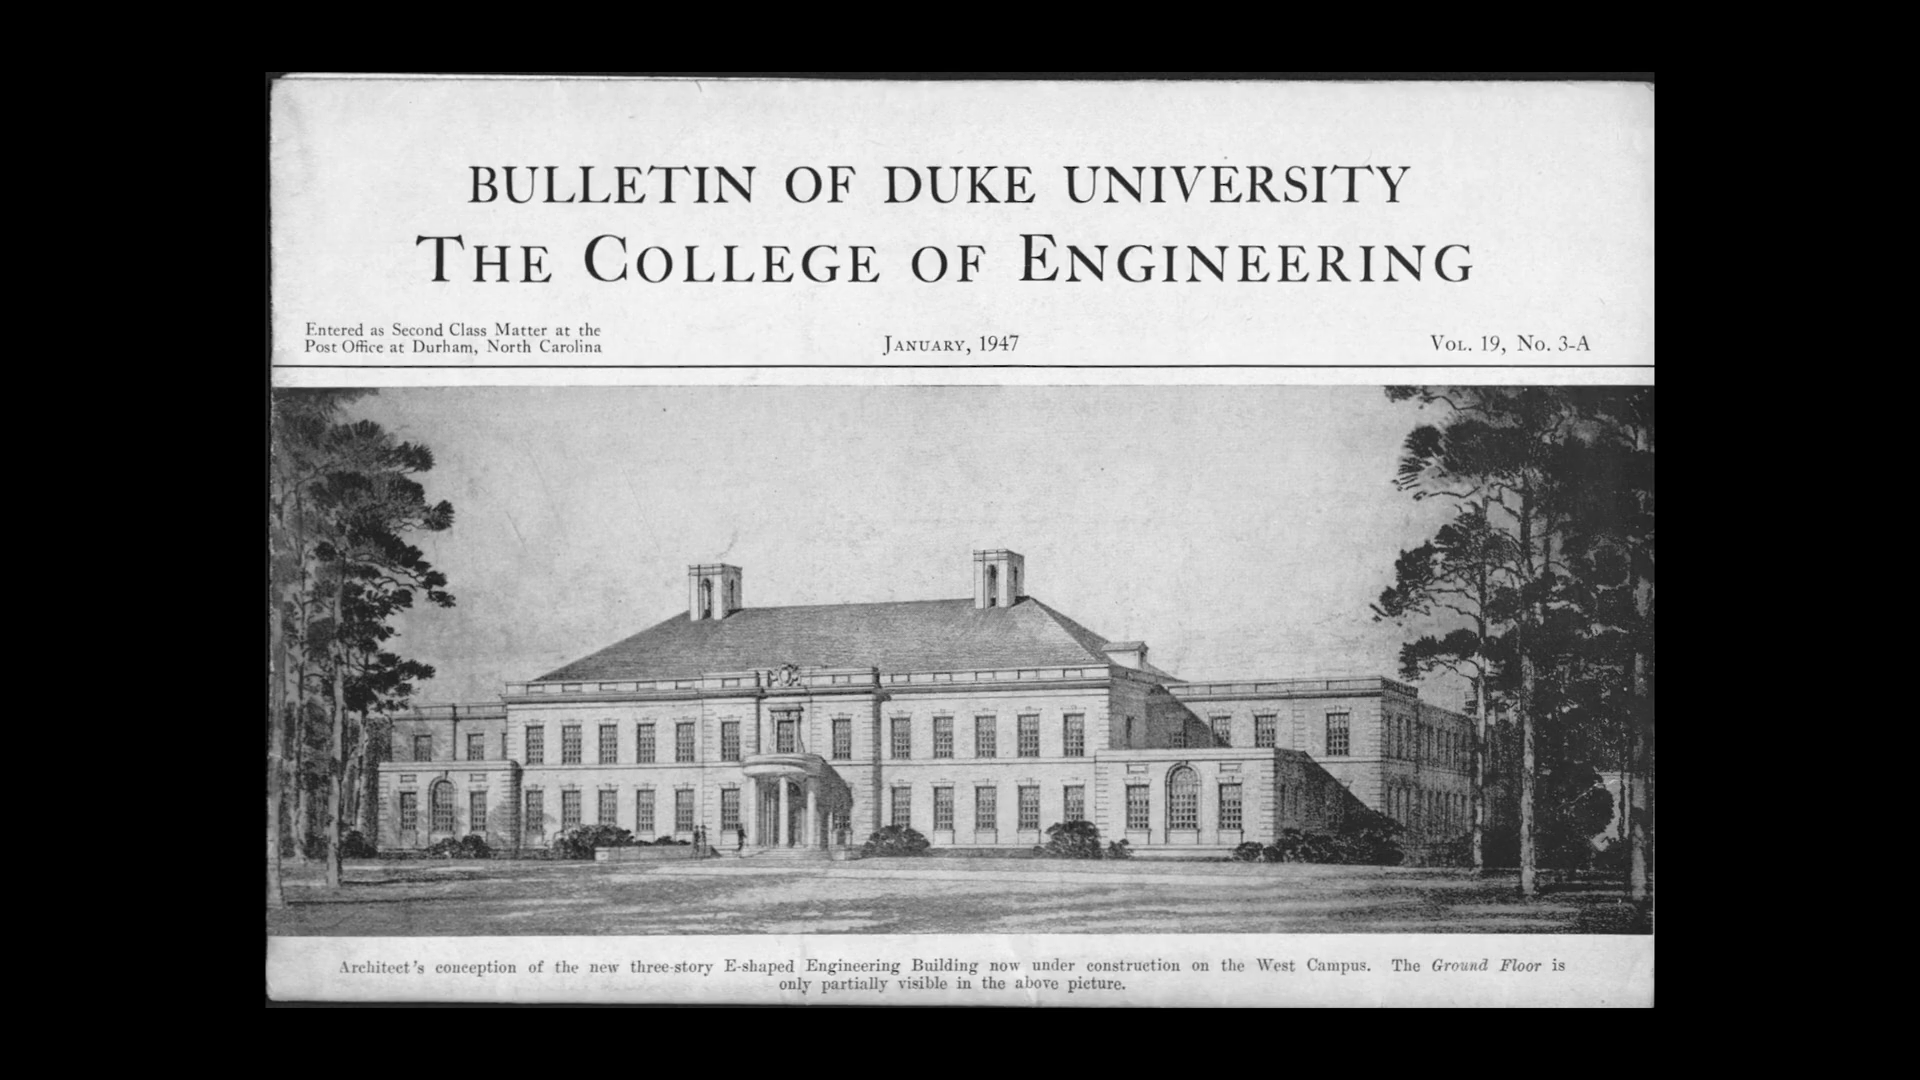 BULLETIN OF DUKE UNIVERSITY
THE COLLEGE OF ENGINEERING
Entered as Second Class Matter at the
Post Office at Durham, North Carolina
JANUARY, 1947
VOL. 19, No. 3-A
Architect's conception of the new three-story E-shaped Engineering Building now under construction on the West Campus. The Ground Floor is
only partially visible in the above picture.